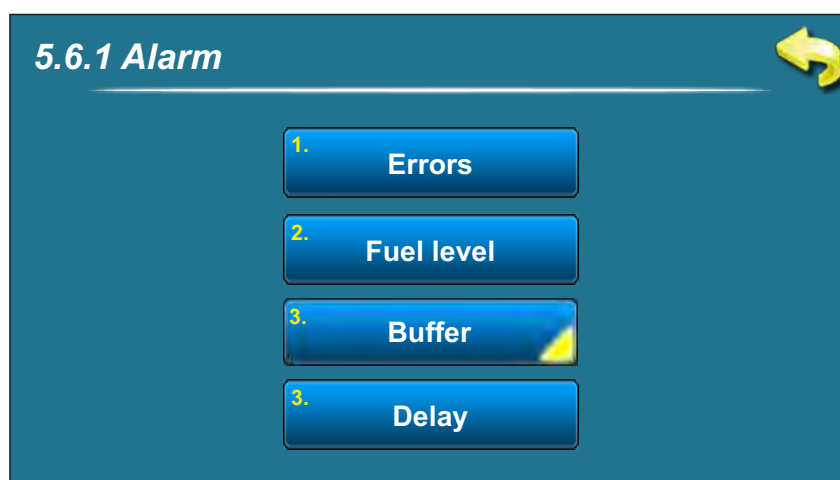 5.6.1 Alarm
1.
Errors
2.
Fuel level
3.
Buffer
3.
Delay